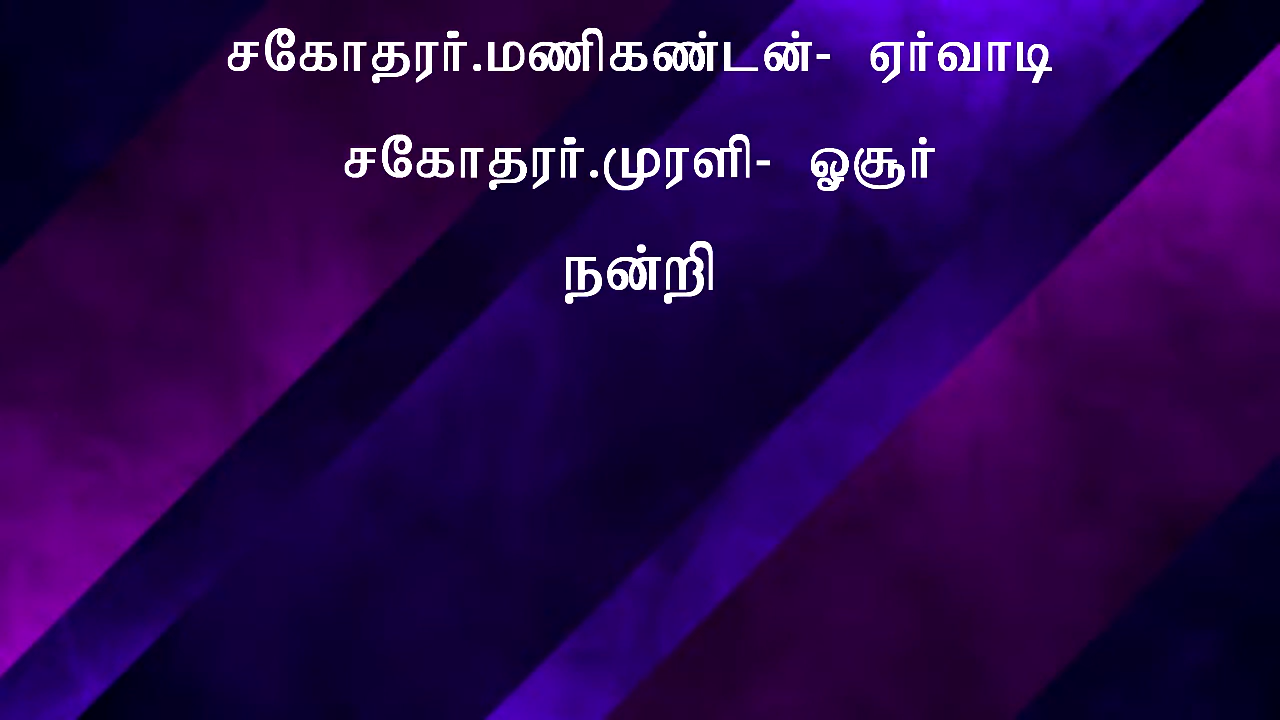 சகோதரர்.மணிகண்டன்- ஏர்வாடி
சகோதரர்.முரளி- ஓசூர்
நன்றி